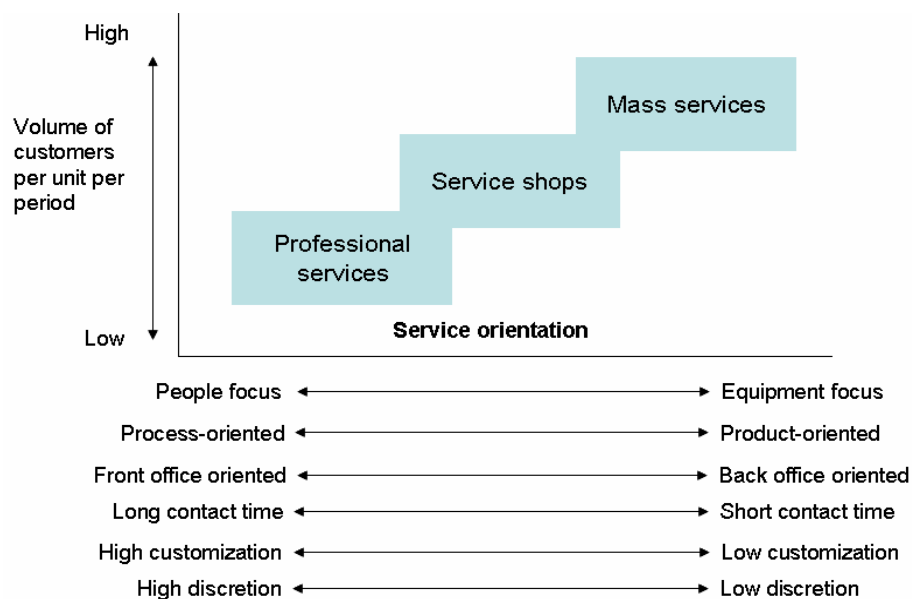 High
Volume of
customers
per unit per
period
Low
Mass services
Service shops
Professional
services
Service orientation
People focus Equipment focus
Process-oriented Product-oriented
Front office oriented Back office oriented
Long contact time Short contact time
High customization Low customization
High discretion Low discretion